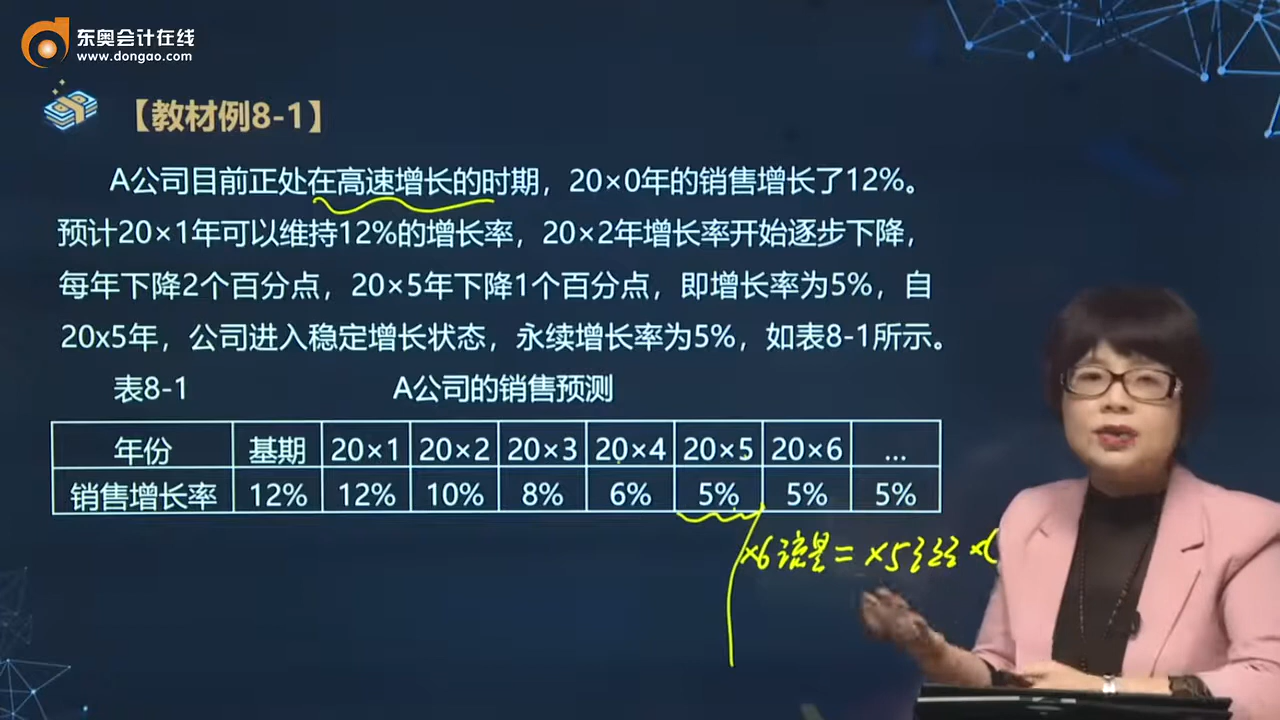 东奥会计在线
www.dongao.com
【教材例8-1】
A公司目前正处在高速增长的时期，20×0年的销售增长了12%。
预计20×1年可以维持12%的增长率，20×2年增长率开始逐步下降，
每年下降2个百分点，20×5年下降1个百分点，即增长率为5%，自
20x5年，公司进入稳定增长状态，永续增长率为5%，如表8-1所示。
表8-1 A公司的销售预测
年份 基期 20×1 20×2 20×3 20×4 20×5 20×6 ...
销售增长率 12% 12% 10% 8% 6% 5% 5% 5%
×6流量=×5